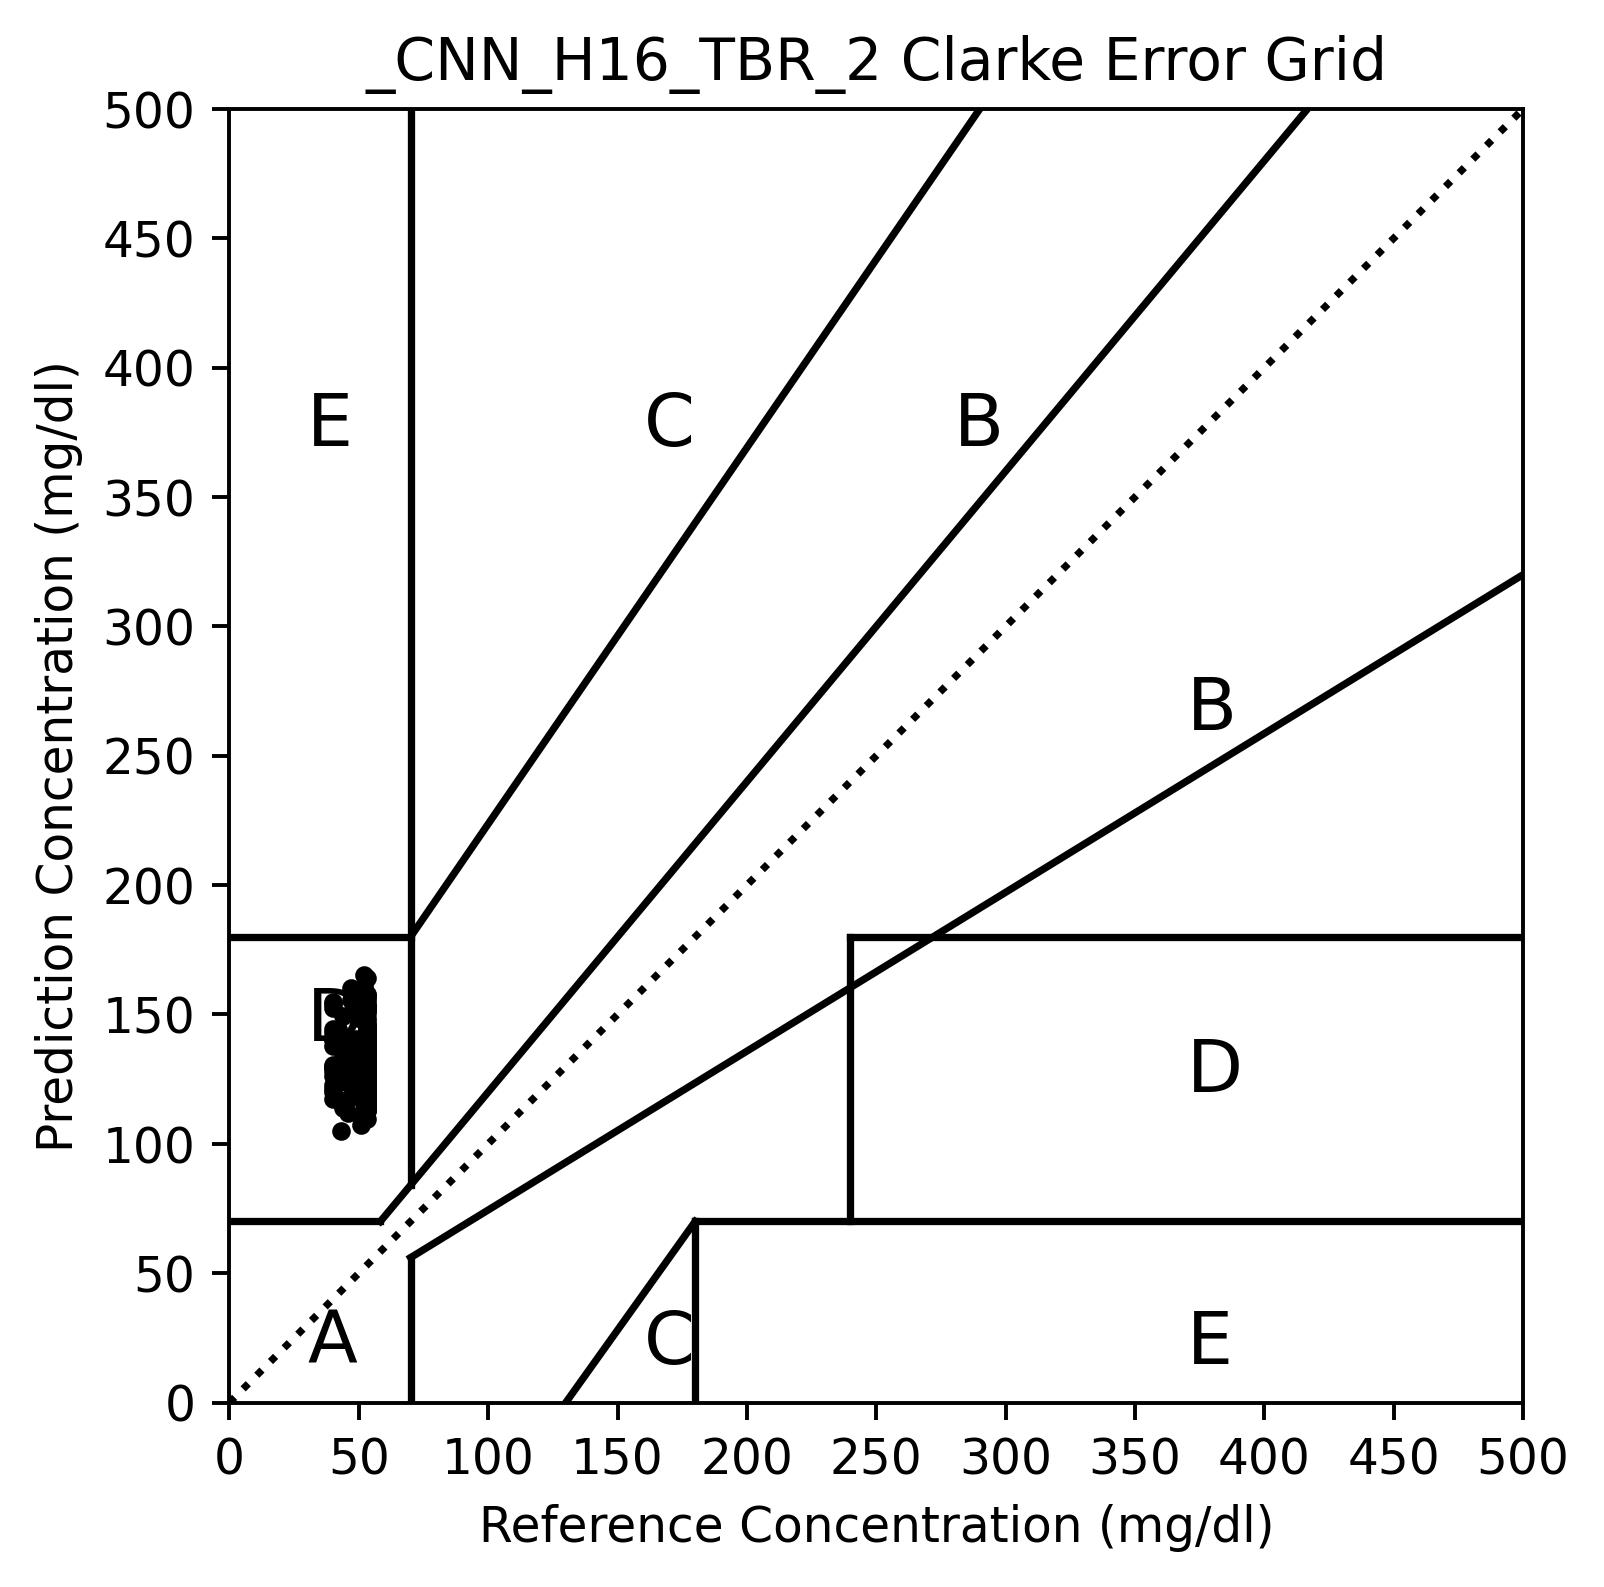 _CNN_H16_TBR_2 Clarke Error Grid
500
450
400
350
300
250
200
150
100
50
0
Prediction Concentration (mg/dl)
E
C
B
B
D
D
A
C
E
0 50 100 150 200 250 300 350 400 450 500
Reference Concentration (mg/dl)